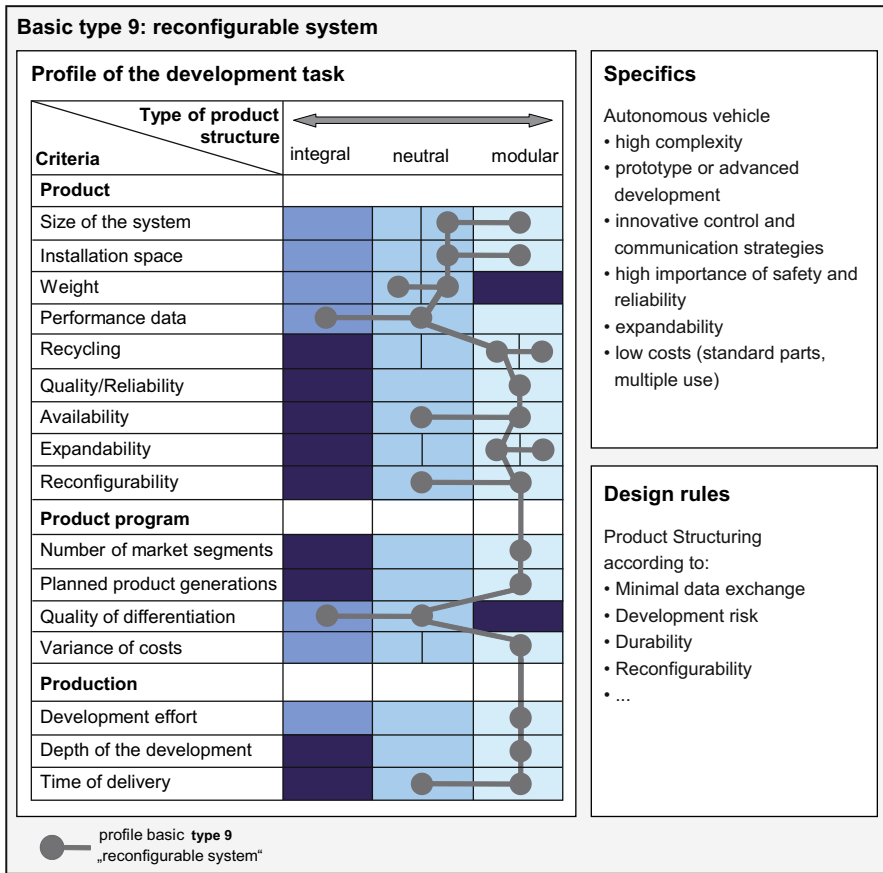 Basic type 9: reconfigurable system
Profile of the development task
Type of product
structure
Criteria
integral
neutral
modular
Product
Size of the system
Installation space
Weight
Performance data
Recycling
Quality/Reliability
Availability
Expandability
Reconfigurability
Product program
Number of market segments
Planned product generations
Quality of differentiation
Variance of costs
Production
Development effort
Depth of the development
Time of delivery
profile basic type 9
„reconfigurable system“
Specifics
Autonomous vehicle
• high complexity
• prototype or advanced
development
• innovative control and
communication strategies
• high importance of safety and
reliability
• expandability
• low costs (standard parts,
multiple use)
Design rules
Product Structuring
according to:
• Minimal data exchange
• Development risk
• Durability
• Reconfigurability
• ...